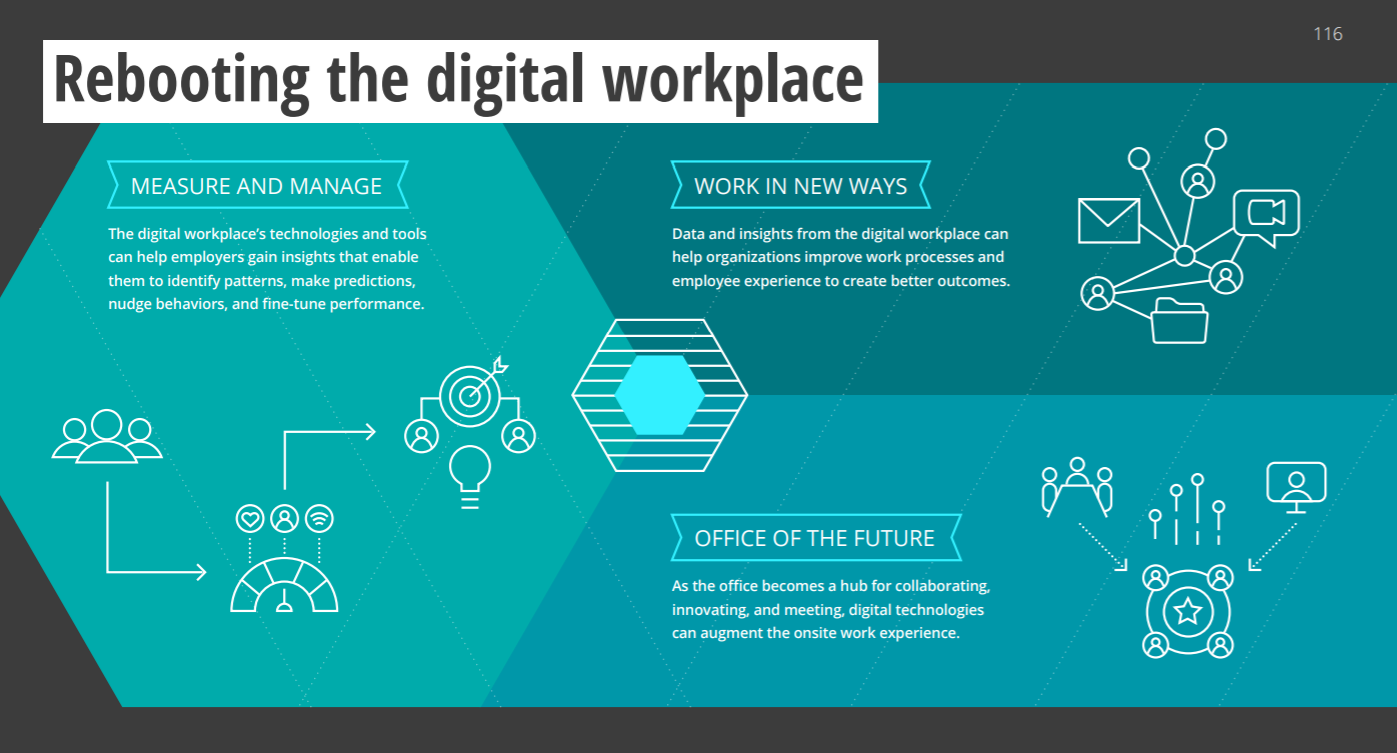 116
Rebooting the digital workplace
MEASURE AND MANAGE
The digital workplace’s technologies and tools
can help employers gain insights that enable
them to identify patterns, make predictions,
nudge behaviors, and fine-tune performance.
WORK IN NEW WAYS
Data and insights from the digital workplace can
help organizations improve work processes and
employee experience to create better outcomes.
OFFICE OF THE FUTURE
As the office becomes a hub for collaborating,
innovating, and meeting, digital technologies
can augment the onsite work experience.